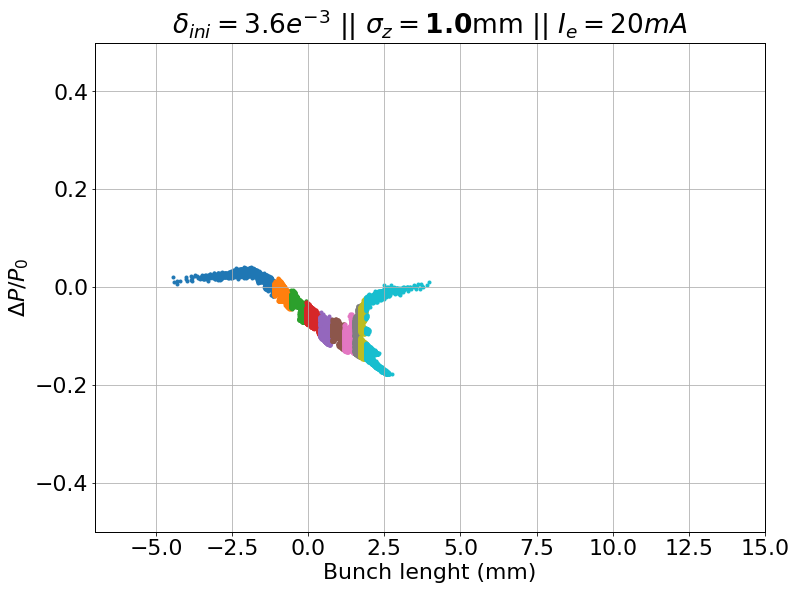 δ_ini = 3.6e⁻³ || σ_z = 1.0mm || I_e = 20mA
0.4
0.2
0.0
−0.2
−0.4
ΔP/P₀
−5.0 −2.5 0.0 2.5 5.0 7.5 10.0 12.5 15.0
Bunch lenght (mm)